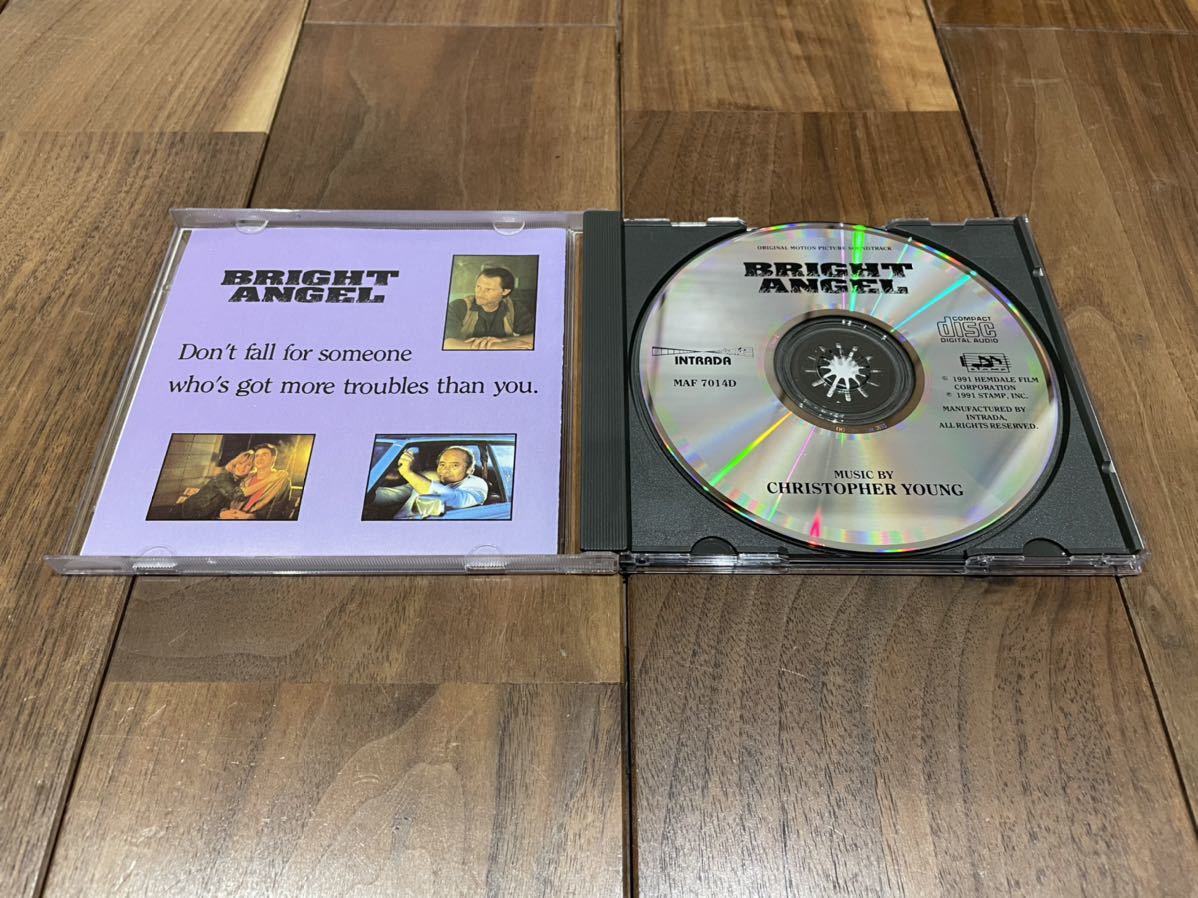 BRIGHT
ANGEL
Don't fall for someone
who's got more troubles than you.
ORIGINAL MOTION PICTURE SOUNDTRACK
BRIGHT
ANGEL
COMPACT
disc
DIGITAL AUDIO
INTRADA
MAF 7014D
STAMP
© 1991 HEMDALE FILM
CORPORATION
℗ 1991 STAMP, INC.
MANUFACTURED BY
INTRADA,
ALL RIGHTS RESERVED.
MUSIC BY
CHRISTOPHER YOUNG